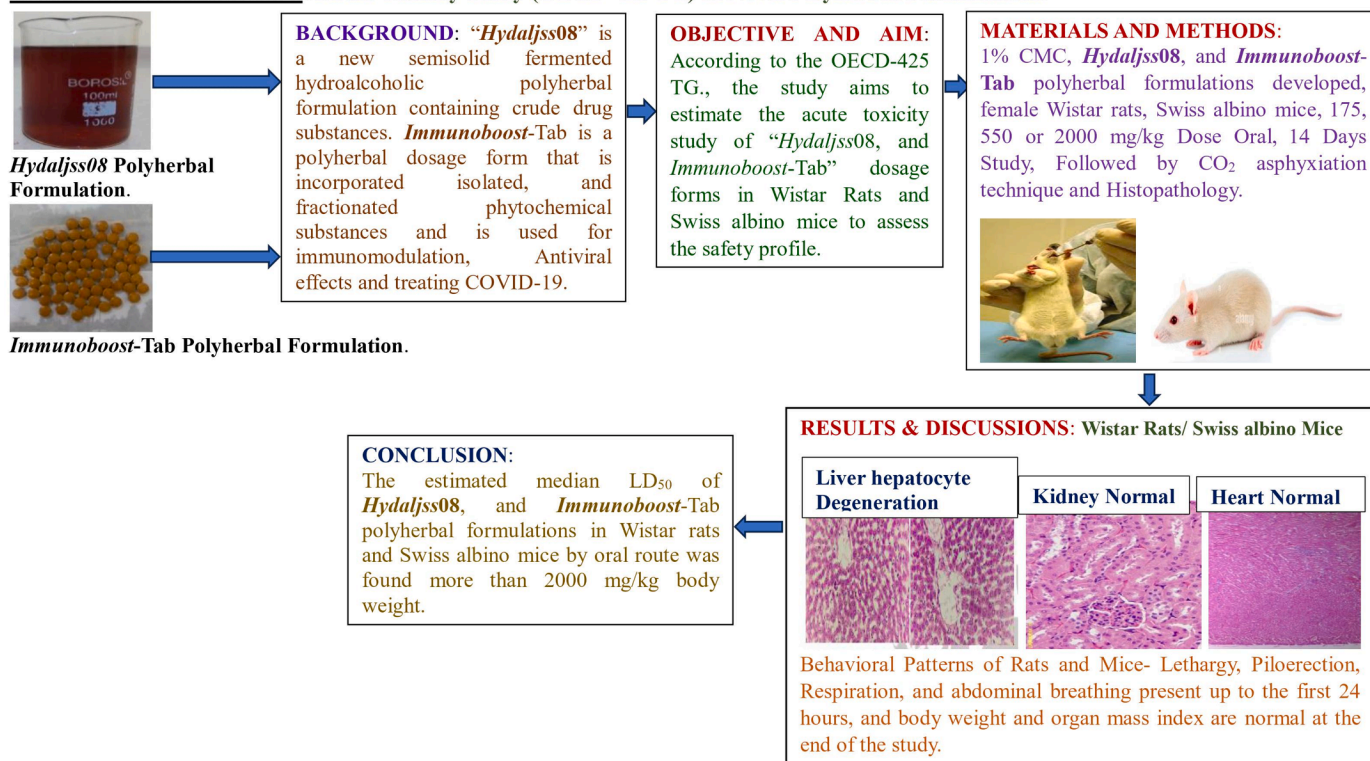 BOROSIL
100ml
1000
Hydaljss08 Polyherbal
Formulation.
Immunoboost-Tab Polyherbal Formulation.
BACKGROUND: “Hydaljss08” is
a new semisolid fermented
hydroalcoholic polyherbal
formulation containing crude drug
substances. Immunoboost-Tab is a
polyherbal dosage form that is
incorporated isolated, and
fractionated phytochemical
substances and is used for
immunomodulation, Antiviral
effects and treating COVID-19.
OBJECTIVE AND AIM:
According to the OECD-425
TG., the study aims to
estimate the acute toxicity
study of “Hydaljss08, and
Immunoboost-Tab” dosage
forms in Wistar Rats and
Swiss albino mice to assess
the safety profile.
MATERIALS AND METHODS:
1% CMC, Hydaljss08, and Immunoboost-
Tab polyherbal formulations developed,
female Wistar rats, Swiss albino mice, 175,
550 or 2000 mg/kg Dose Oral, 14 Days
Study, Followed by CO₂ asphyxiation
technique and Histopathology.
RESULTS & DISCUSSIONS: Wistar Rats/ Swiss albino Mice
Liver hepatocyte
Degeneration
Kidney Normal
Heart Normal
Behavioral Patterns of Rats and Mice- Lethargy, Piloerection,
Respiration, and abdominal breathing present up to the first 24
hours, and body weight and organ mass index are normal at the
end of the study.
CONCLUSION:
The estimated median LD₅₀ of
Hydaljss08, and Immunoboost-Tab
polyherbal formulations in Wistar rats
and Swiss albino mice by oral route was
found more than 2000 mg/kg body
weight.